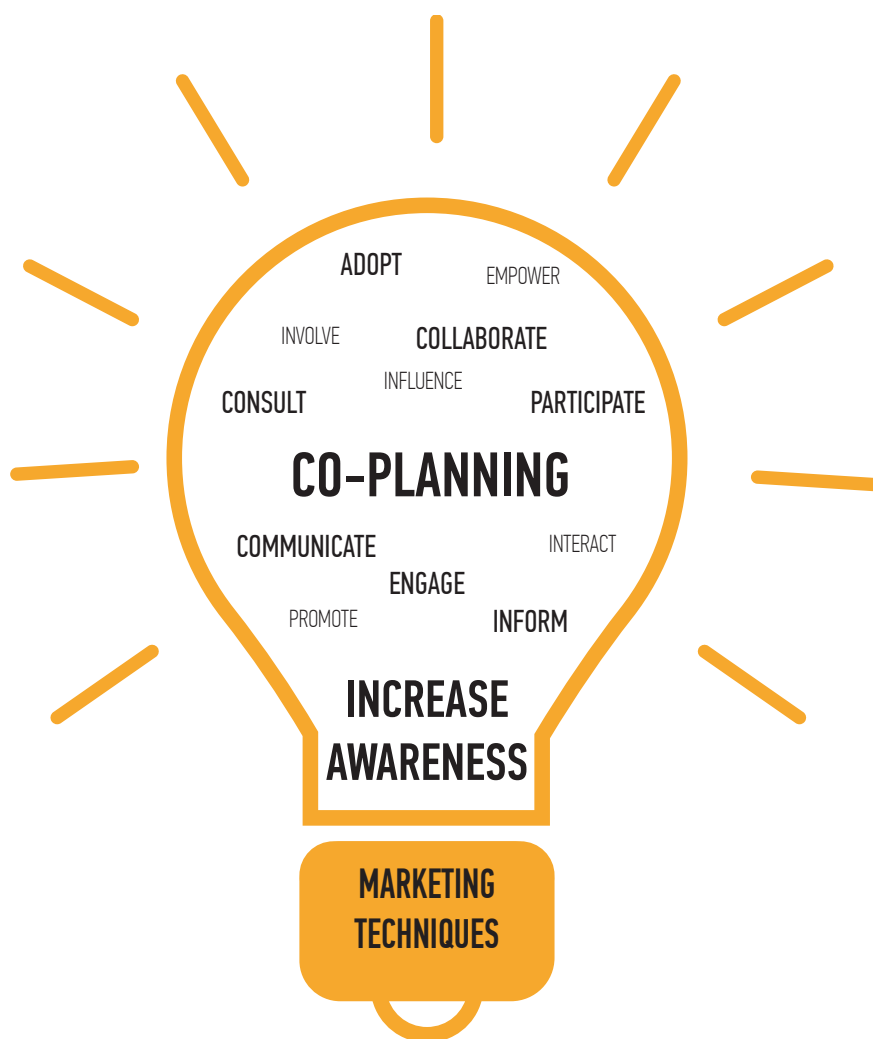 ADOPT
EMPOWER
INVOLVE
COLLABORATE
INFLUENCE
CONSULT
PARTICIPATE
CO-PLANNING
COMMUNICATE
INTERACT
ENGAGE
PROMOTE
INFORM
INCREASE
AWARENESS
MARKETING
TECHNIQUES